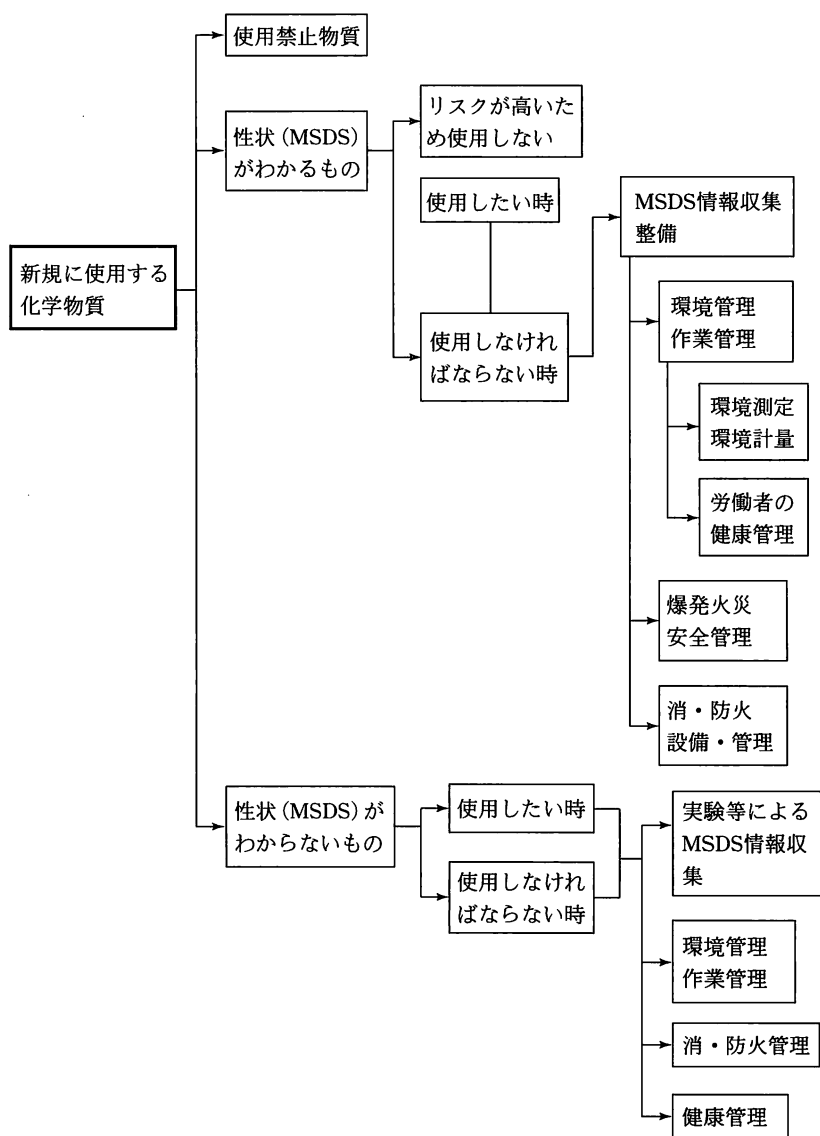 使用禁止物質
性状（MSDS）
がわかるもの
リスクが高いた
め使用しない
使用したい時
使用しなけれ
ばならない時
MSDS情報収集
整備
新規に使用する
化学物質
環境管理
作業管理
環境測定
環境計量
労働者の
健康管理
爆発火災
安全管理
消・防火
設備・管理
性状（MSDS）が
わからないもの
使用したい時
使用しなけれ
ばならない時
実験等による
MSDS情報収
集
環境管理
作業管理
消・防火管理
健康管理